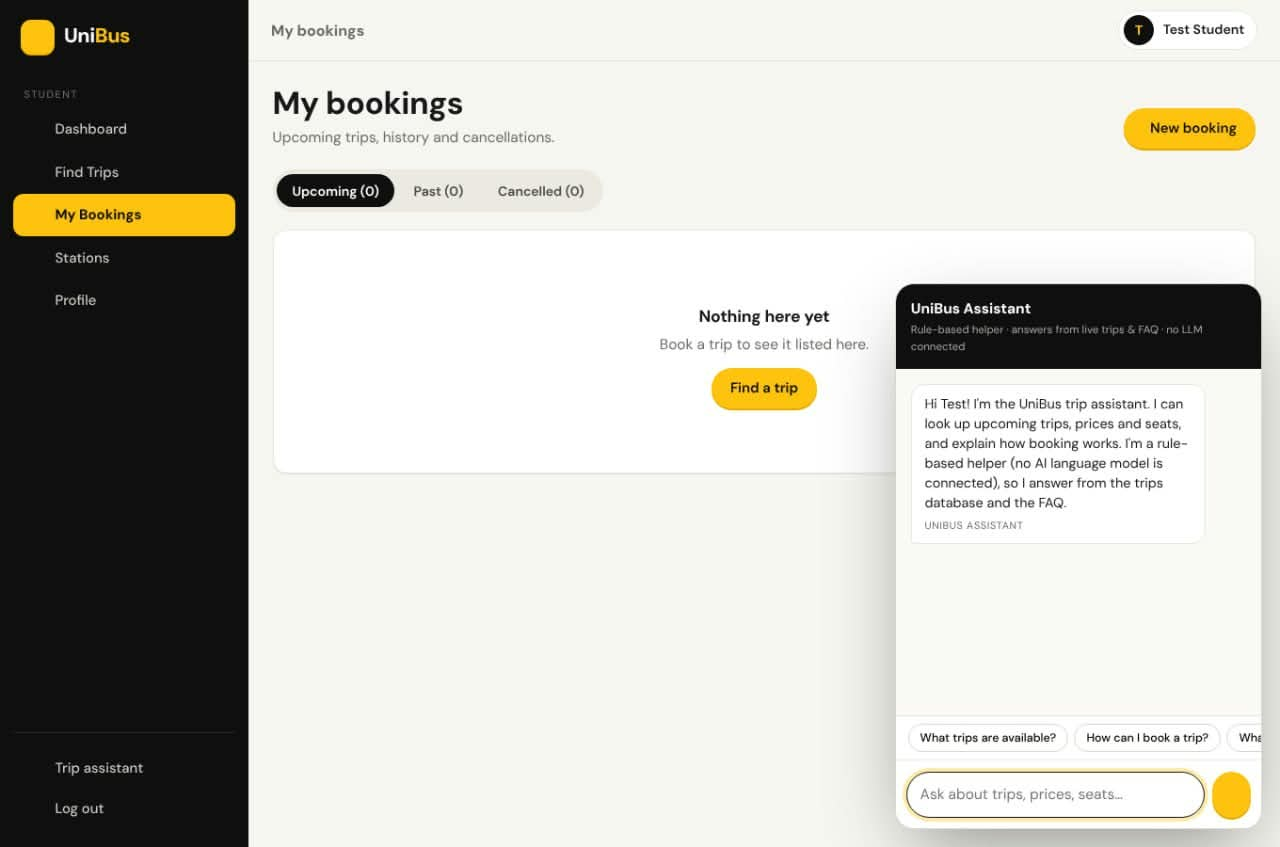 UniBus
STUDENT
Dashboard
Find Trips
My Bookings
Stations
Profile
Trip assistant
Log out
My bookings
T
Test Student
My bookings
Upcoming trips, history and cancellations.
New booking
Upcoming (0)
Past (0)
Cancelled (0)
Nothing here yet
Book a trip to see it listed here.
Find a trip
UniBus Assistant
Rule-based helper · answers from live trips & FAQ · no LLM
connected
Hi Test! I'm the UniBus trip assistant. I can
look up upcoming trips, prices and seats,
and explain how booking works. I'm a rule-
based helper (no AI language model is
connected), so I answer from the trips
database and the FAQ.
UNIBUS ASSISTANT
What trips are available?
How can I book a trip?
Ask about trips, prices, seats…